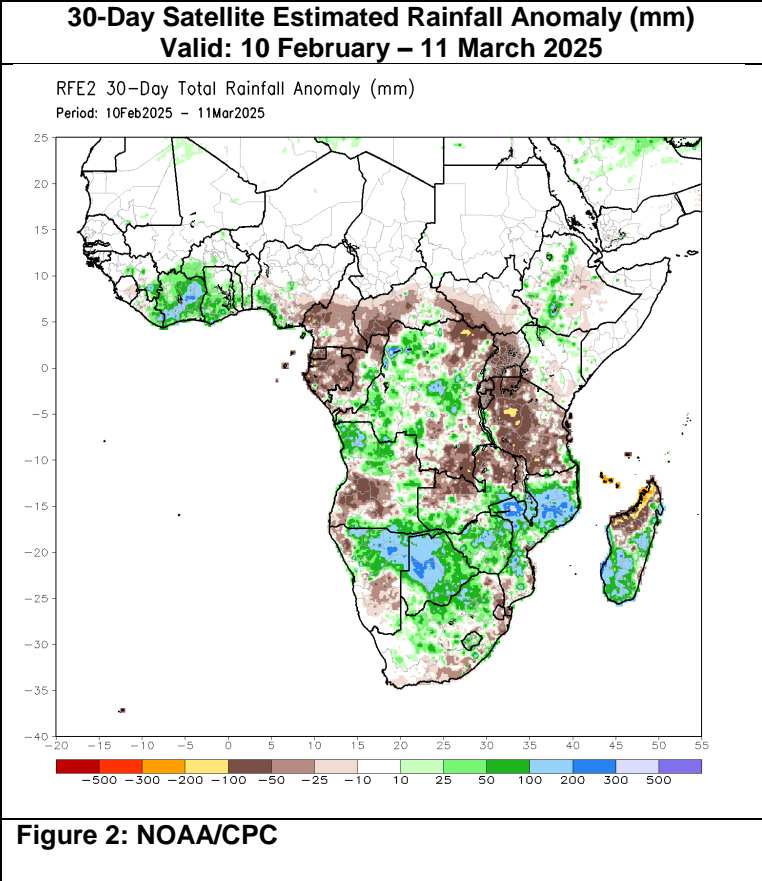 30-Day Satellite Estimated Rainfall Anomaly (mm)
Valid: 10 February – 11 March 2025
RFE2 30-Day Total Rainfall Anomaly (mm)
Period: 10Feb2025 - 11Mar2025
25
20
15
10
5
0
-5
-10
-15
-20
-25
-30
-35
-40
-20 -15 -10 -5 0 5 10 15 20 25 30 35 40 45 50 55
-500 -300 -200 -100 -50 -25 -10 10 25 50 100 200 300 500
Figure 2: NOAA/CPC